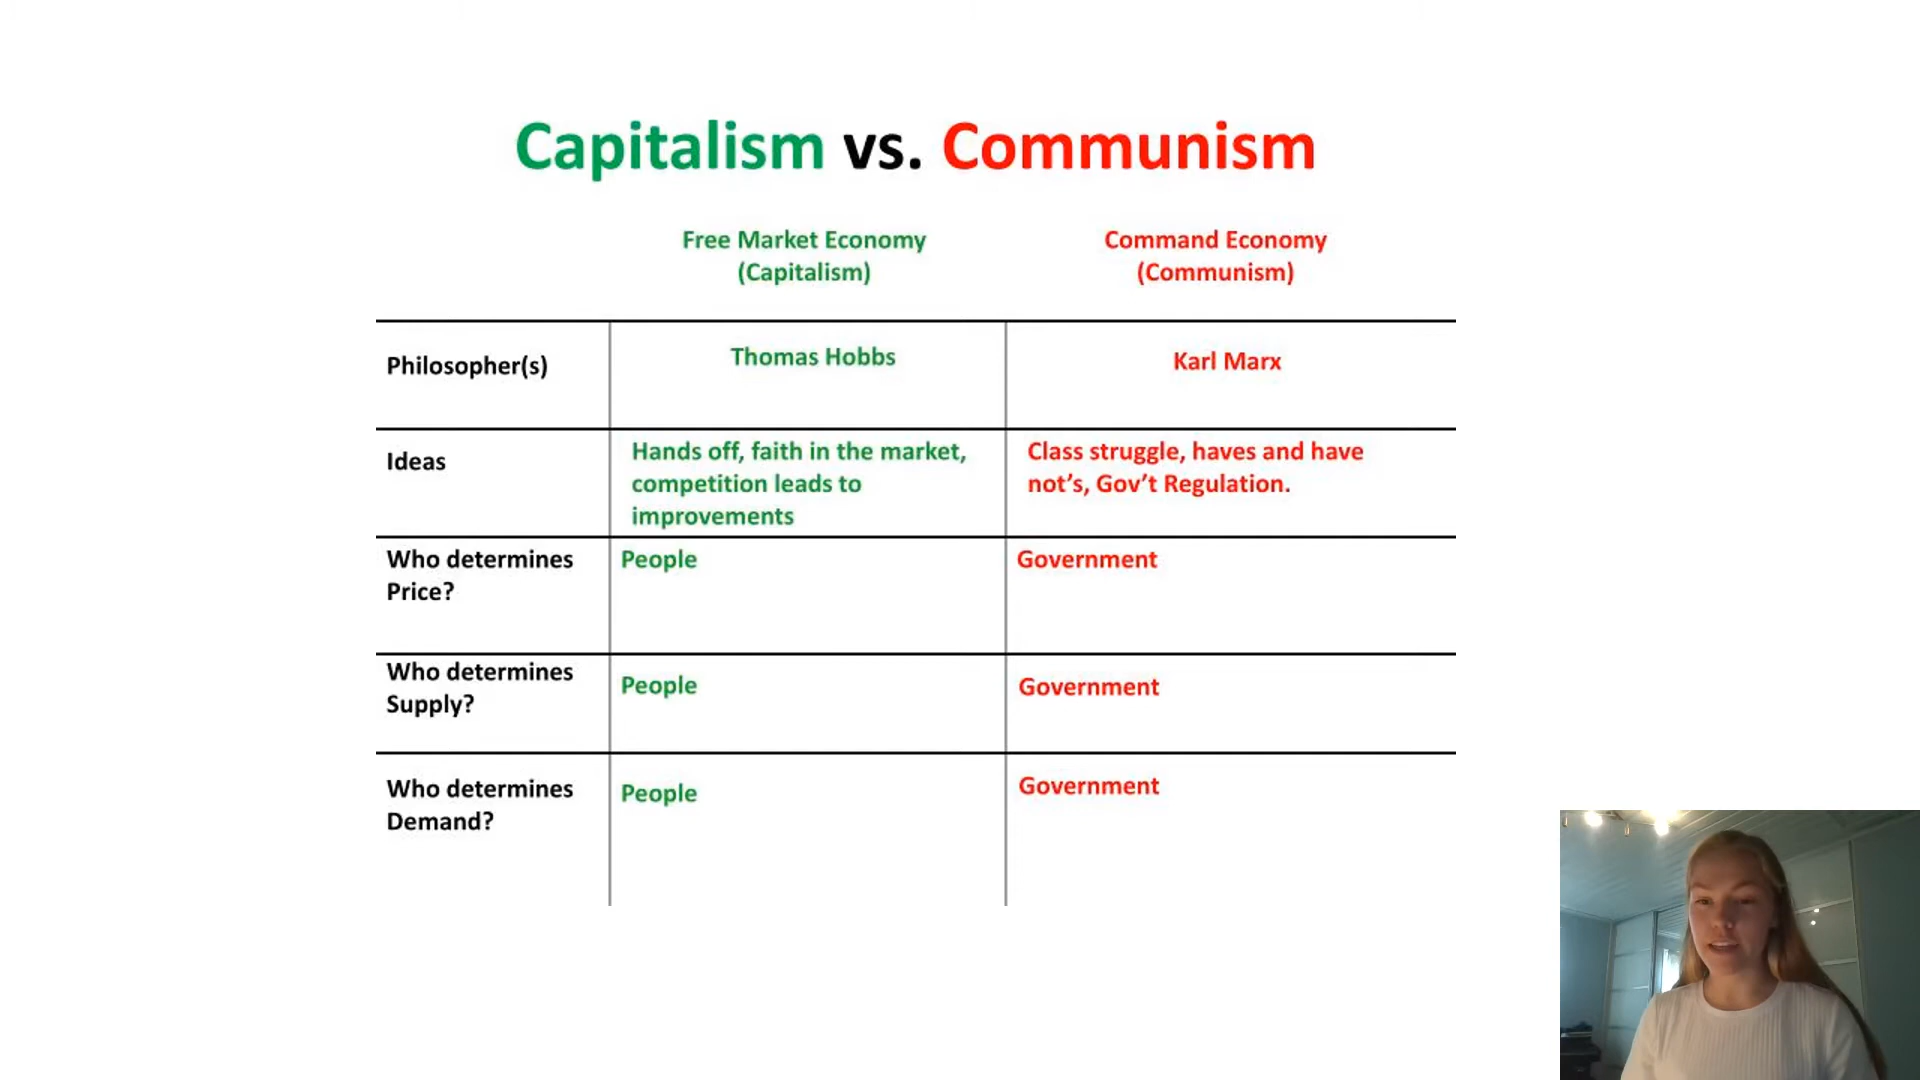 Capitalism vs. Communism
Free Market Economy
(Capitalism)
Command Economy
(Communism)
Philosopher(s)
Thomas Hobbs
Karl Marx
Ideas
Hands off, faith in the market,
competition leads to
improvements
Class struggle, haves and have
not’s, Gov’t Regulation.
Who determines
Price?
People
Government
Who determines
Supply?
People
Government
Who determines
Demand?
People
Government